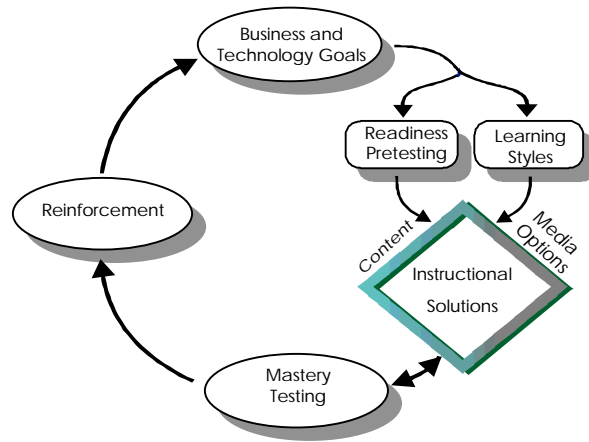 Business and
Technology Goals
Readiness
Pretesting
Learning
Styles
Reinforcement
Content
Media
Options
Instructional
Solutions
Mastery
Testing